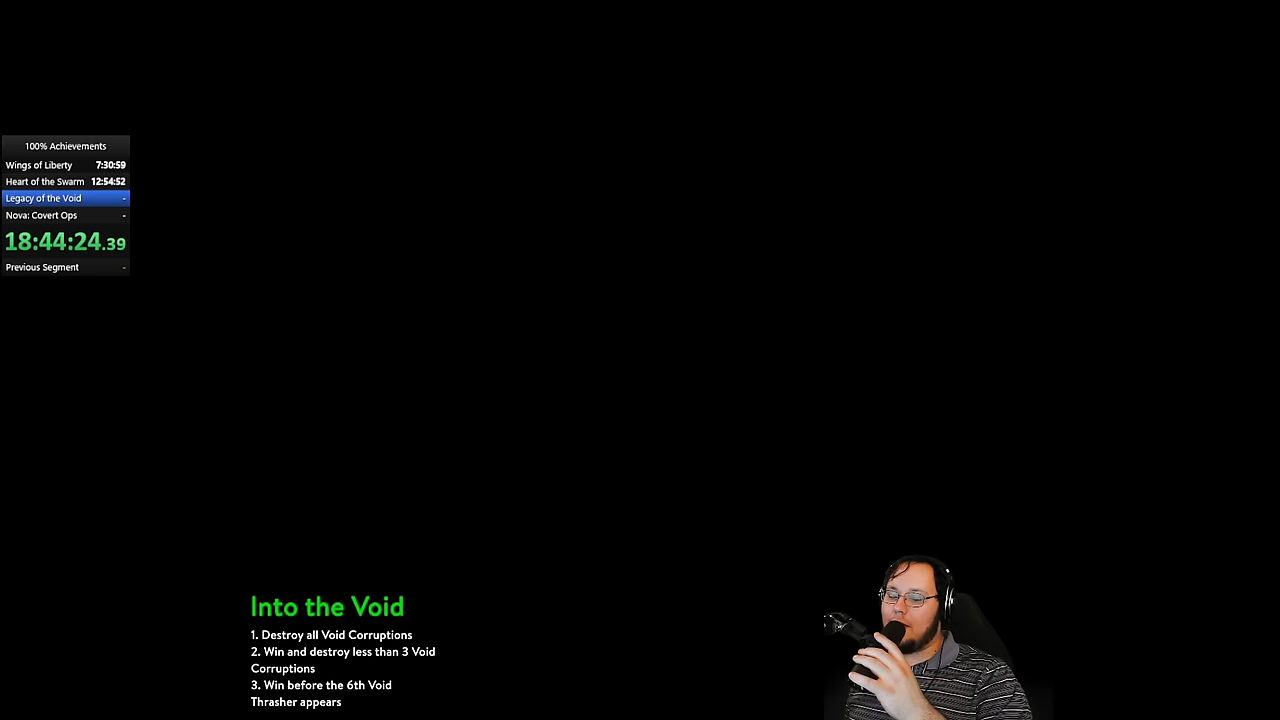 100% Achievements
Wings of Liberty 7:30:59
Heart of the Swarm 12:54:52
Legacy of the Void -
Nova: Covert Ops -
18:44:24.39
Previous Segment -
Into the Void
1. Destroy all Void Corruptions
2. Win and destroy less than 3 Void
Corruptions
3. Win before the 6th Void
Thrasher appears